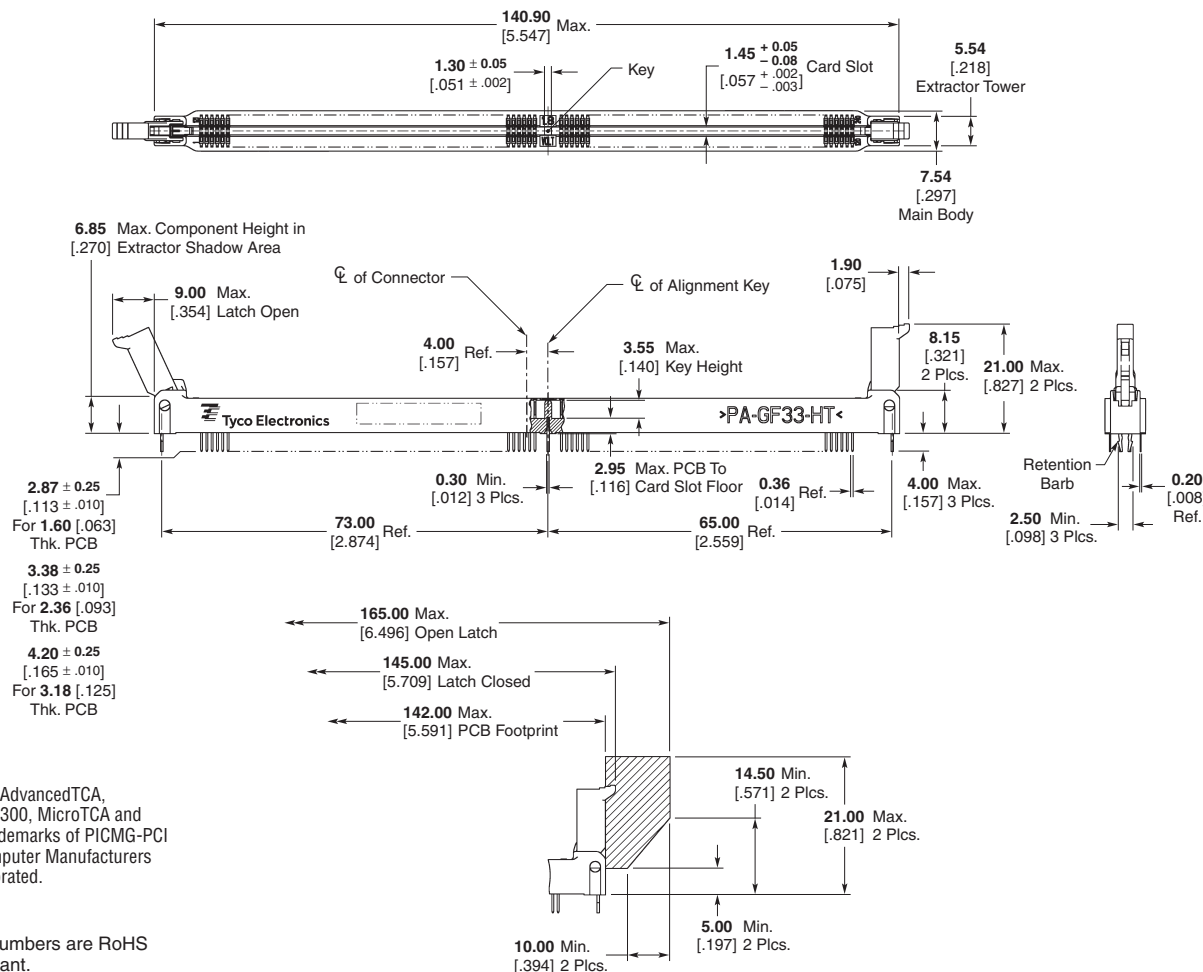 140.90 Max.
[5.547]
1.30 ± 0.05
[.051 ± .002]
Key
1.45 + 0.05 − 0.08
[.057 + .002 − .003]
Card Slot
5.54
[.218]
Extractor Tower
7.54
[.297]
Main Body
6.85 Max. Component Height in
[.270] Extractor Shadow Area
℄ of Connector
℄ of Alignment Key
1.90
[.075]
9.00 Max.
[.354] Latch Open
4.00 Ref.
[.157]
3.55 Max.
[.140] Key Height
8.15
[.321]
2 Plcs.
21.00 Max.
[.827] 2 Plcs.
Tyco Electronics
>PA-GF33-HT<
2.87 ± 0.25
[.113 ± .010]
For 1.60 [.063]
Thk. PCB
3.38 ± 0.25
[.133 ± .010]
For 2.36 [.093]
Thk. PCB
4.20 ± 0.25
[.165 ± .010]
For 3.18 [.125]
Thk. PCB
0.30 Min.
[.012] 3 Plcs.
2.95 Max. PCB To
[.116] Card Slot Floor
0.36 Ref.
[.014]
4.00 Max.
[.157] 3 Plcs.
Retention
Barb
0.20
[.008
Ref.
2.50 Min.
[.098] 3 Plcs.
73.00 Ref.
[2.874]
65.00 Ref.
[2.559]
165.00 Max.
[6.496] Open Latch
145.00 Max.
[5.709] Latch Closed
142.00 Max.
[5.591] PCB Footprint
14.50 Min.
[.571] 2 Plcs.
21.00 Max.
[.821] 2 Plcs.
5.00 Min.
[.197] 2 Plcs.
10.00 Min.
[.394] 2 Plcs.
AdvancedTCA,
300, MicroTCA and
demarks of PICMG-PCI
nputer Manufacturers
orated.
umbers are RoHS
ant.